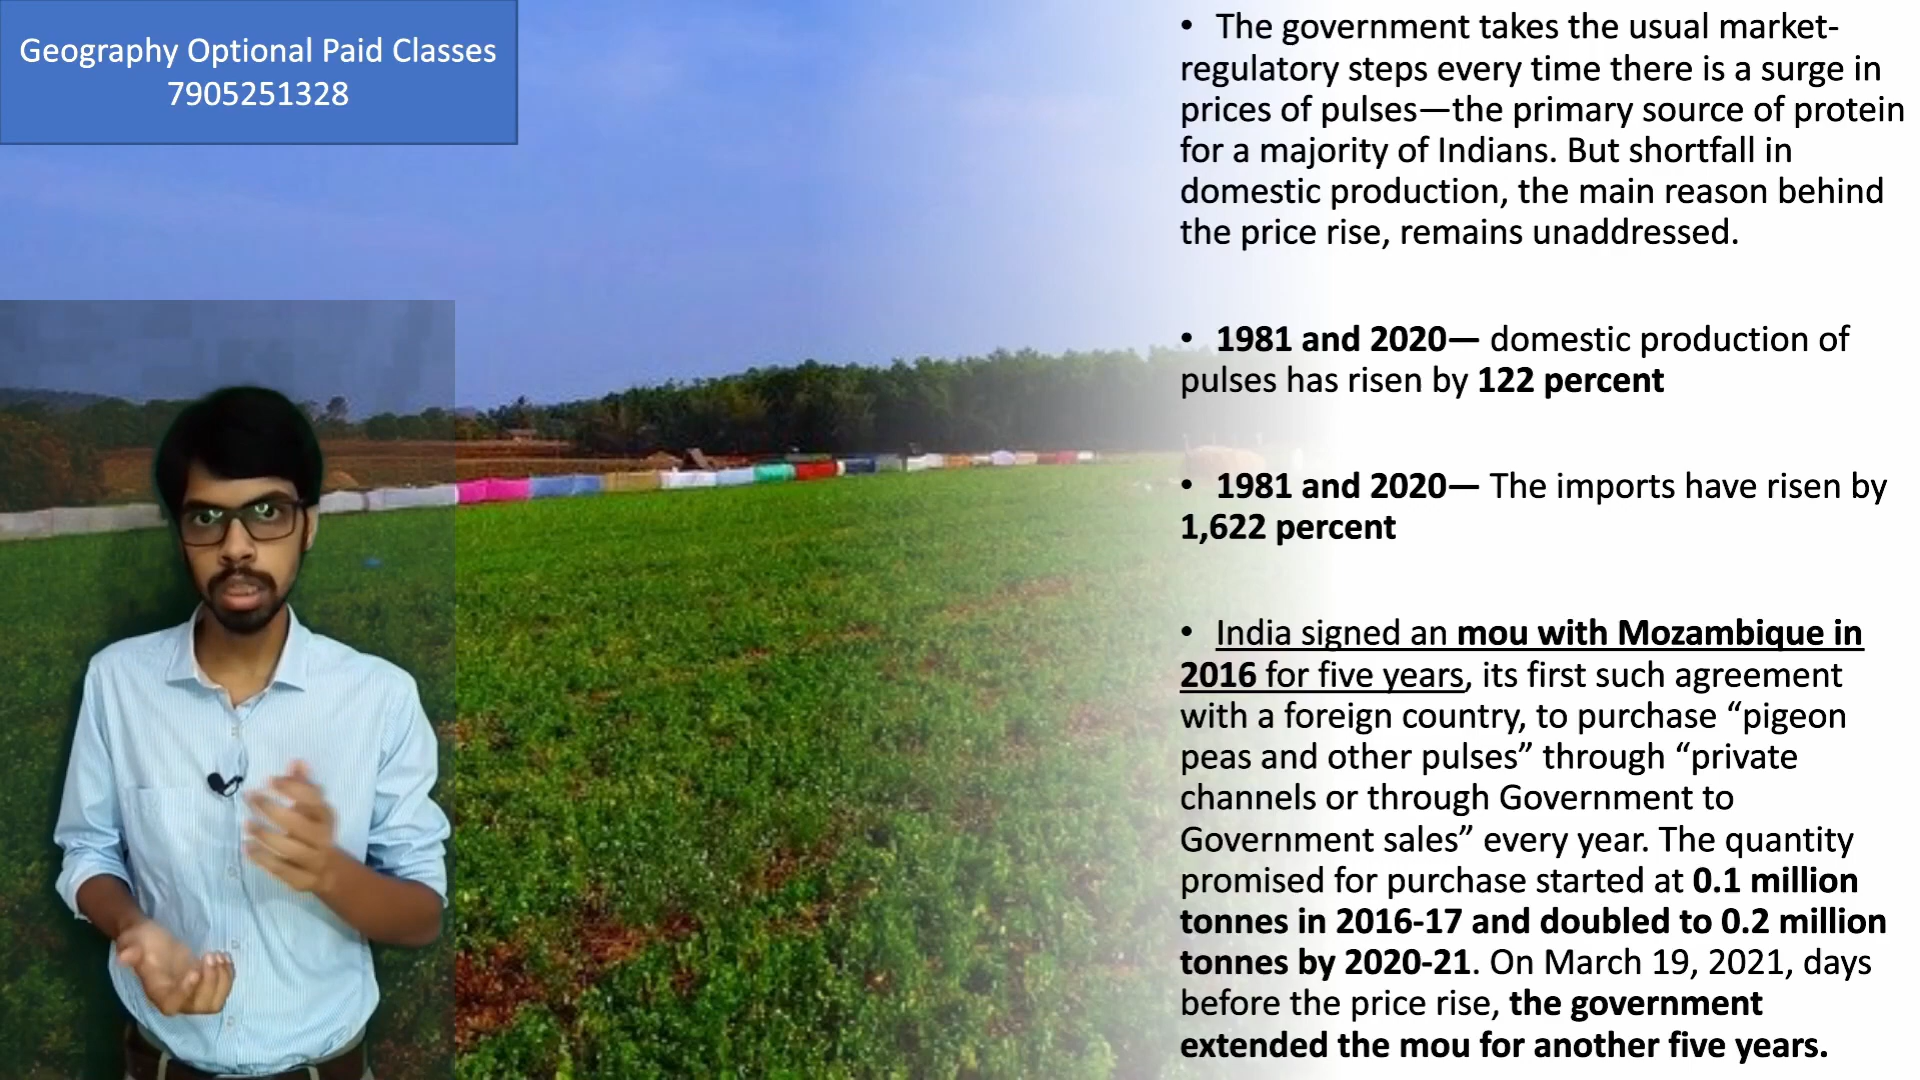 Geography Optional Paid Classes
7905251328
• The government takes the usual market-
regulatory steps every time there is a surge in
prices of pulses—the primary source of protein
for a majority of Indians. But shortfall in
domestic production, the main reason behind
the price rise, remains unaddressed.
• 1981 and 2020— domestic production of
pulses has risen by 122 percent
• 1981 and 2020— The imports have risen by
1,622 percent
• India signed an mou with Mozambique in
2016 for five years, its first such agreement
with a foreign country, to purchase “pigeon
peas and other pulses” through “private
channels or through Government to
Government sales” every year. The quantity
promised for purchase started at 0.1 million
tonnes in 2016-17 and doubled to 0.2 million
tonnes by 2020-21. On March 19, 2021, days
before the price rise, the government
extended the mou for another five years.